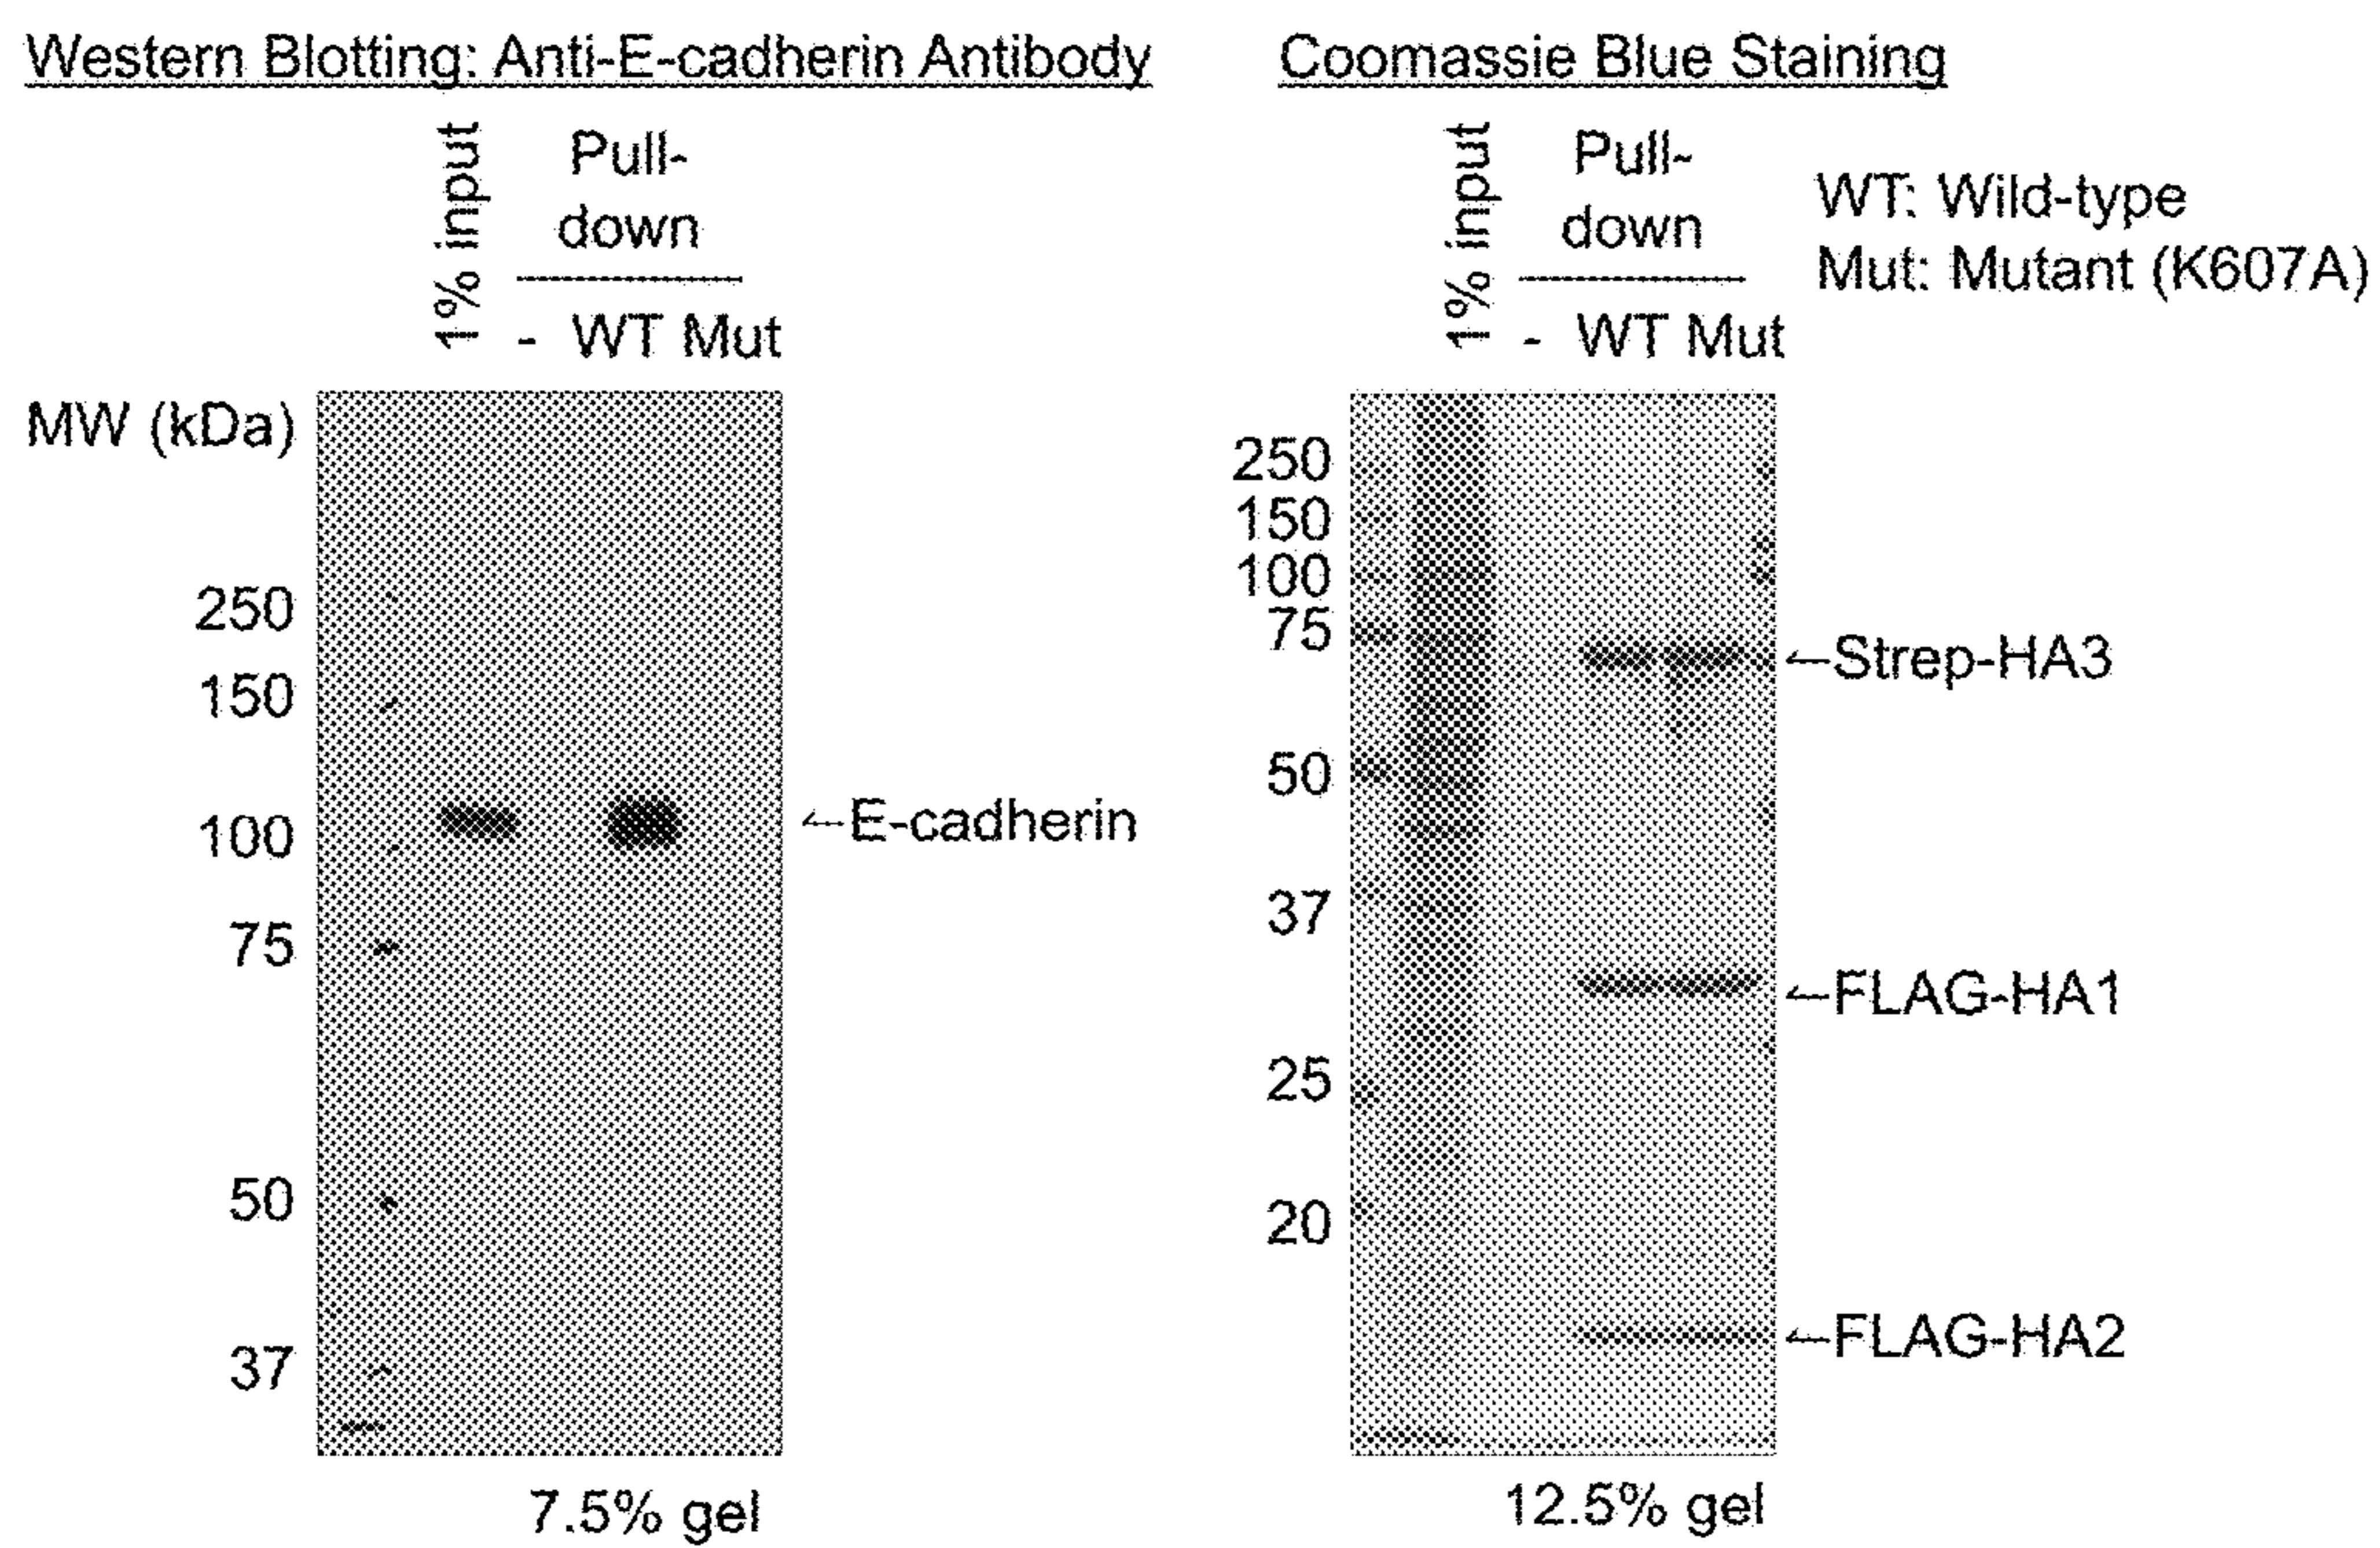 Western Blotting: Anti-E-cadherin Antibody
1% input
Pull-
down
- WT Mut
MW (kDa)
250
150
100
75
50
37
←E-cadherin
7.5% gel
Coomassie Blue Staining
1% input
Pull-
down
- WT Mut
WT: Wild-type
Mut: Mutant (K607A)
250
150
100
75
50
37
25
20
←Strep-HA3
←FLAG-HA1
←FLAG-HA2
12.5% gel